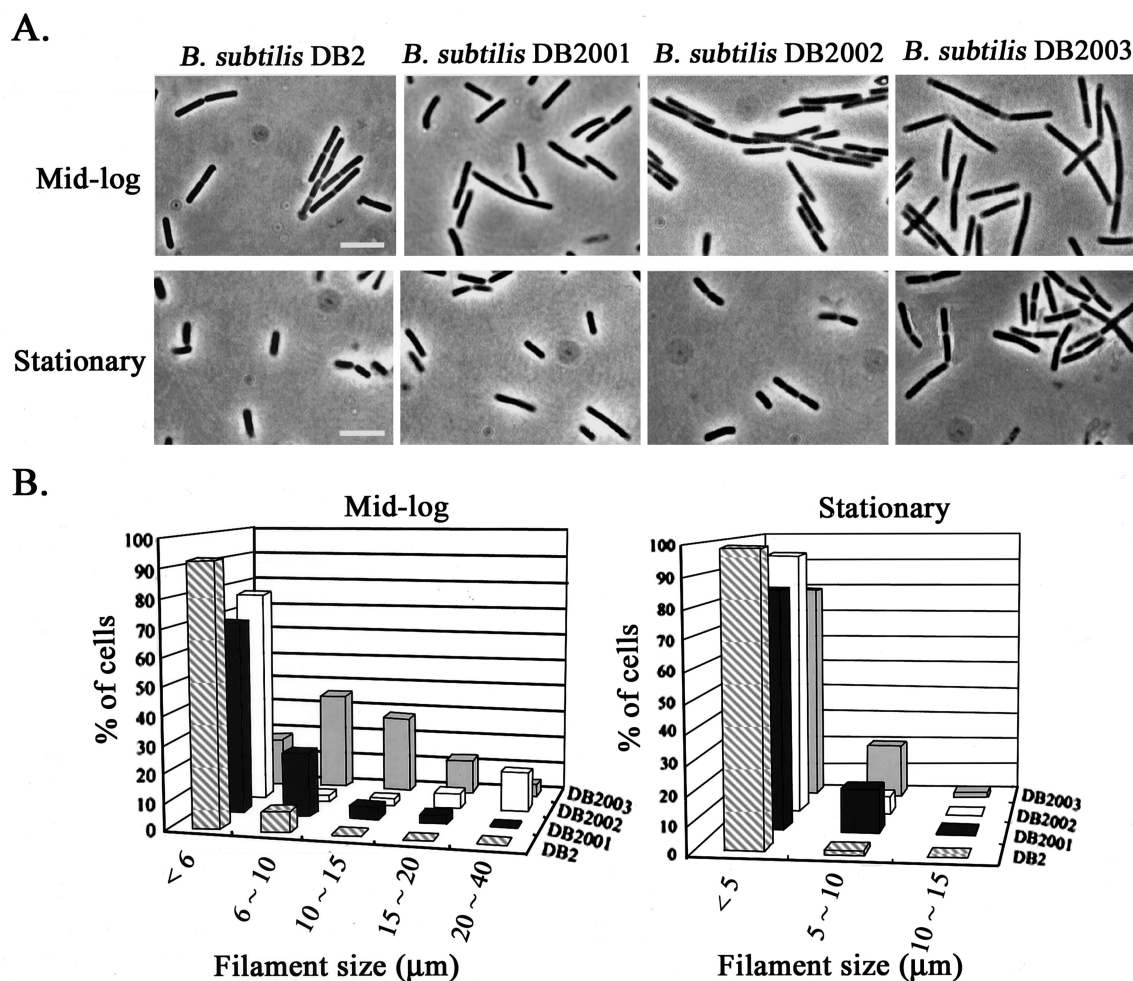 A.
B. subtilis DB2
B. subtilis DB2001
B. subtilis DB2002
B. subtilis DB2003
Mid-log
Stationary
B.
Mid-log
% of cells
100
90
80
70
60
50
40
30
20
10
0
< 6
6 ~ 10
10 ~ 15
15 ~ 20
20 ~ 40
DB2003
DB2002
DB2001
DB2
Filament size (µm)
Stationary
% of cells
100
90
80
70
60
50
40
30
20
10
0
< 5
5 ~ 10
10 ~ 15
DB2003
DB2002
DB2001
DB2
Filament size (µm)